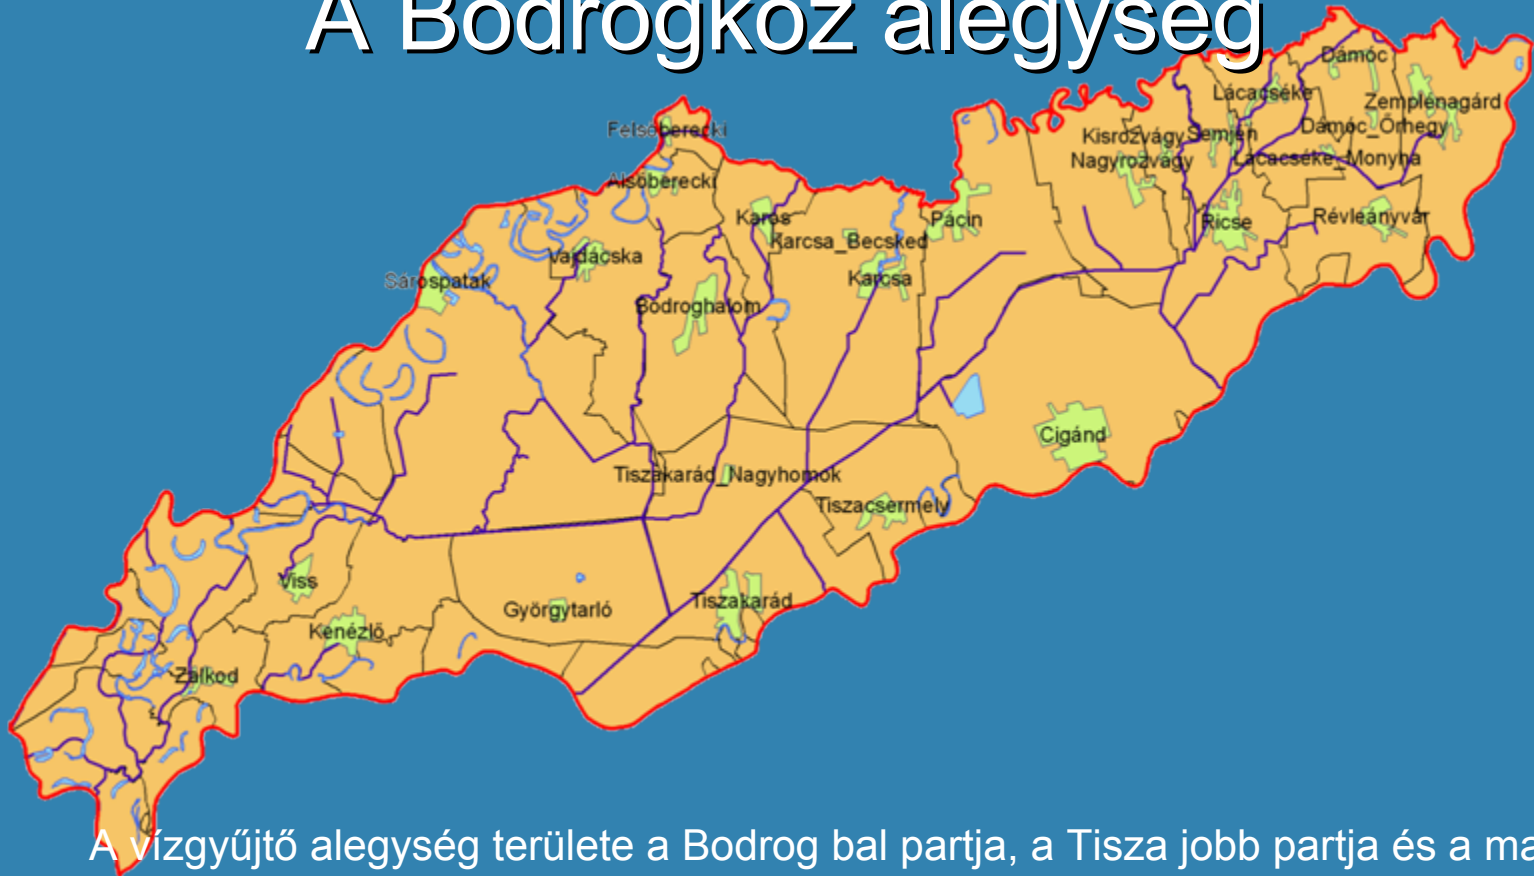 A Bodrogköz alegység
Dámóc
Lácacséke
Zemplénagárd
Felsőberecki
Kisrozvágy
Semjén
Dámóc_Őrhegy
Nagyrozvágy
Lácacséke_Monyha
Alsóberecki
Karos
Pácin
Ricse
Révleányvár
Karcsa_Becsked
Vajdácska
Sárospatak
Karcsa
Bodroghalom
Cigánd
Tiszakarád_Nagyhomok
Tiszacsermely
Viss
Györgytarló
Tiszakarád
Kenézlő
Zalkod
A vízgyűjtő alegység területe a Bodrog bal partja, a Tisza jobb partja és a ma